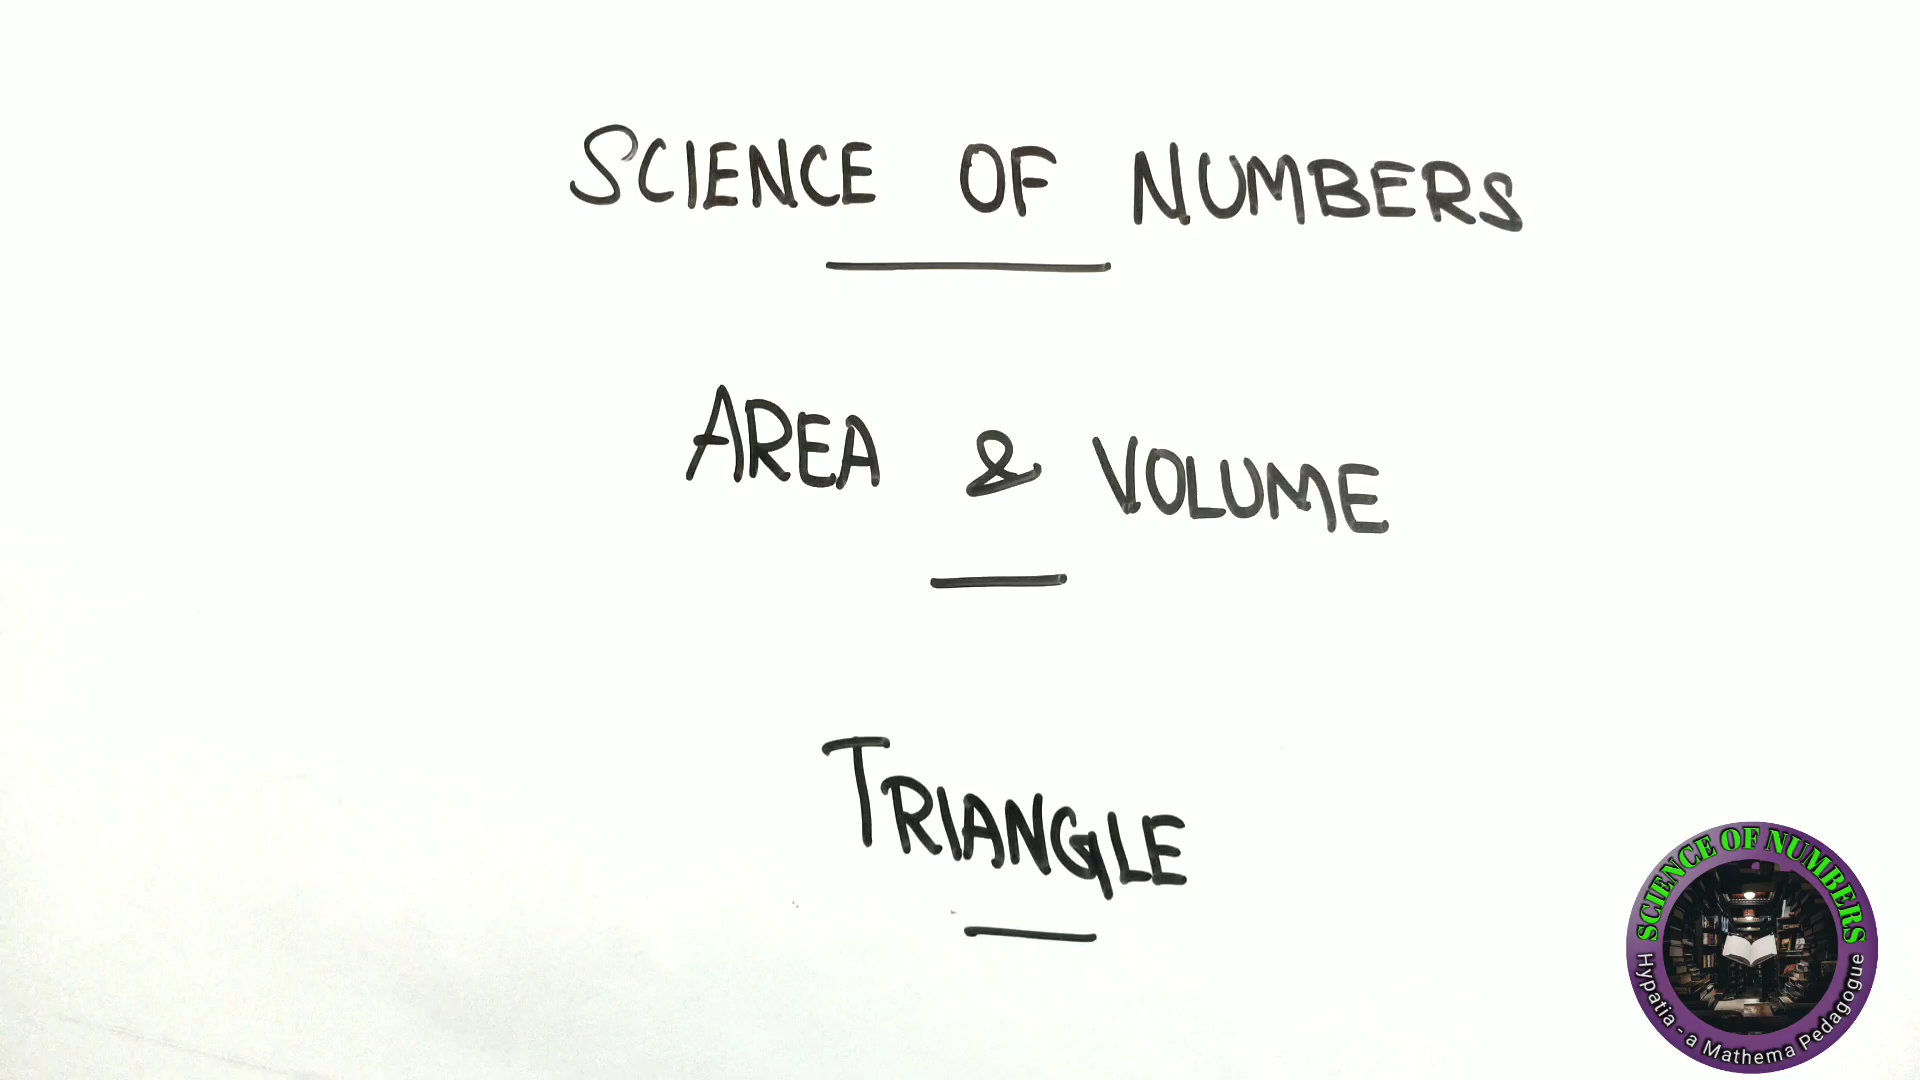 SCIENCE OF NUMBERS
AREA & VOLUME
TRIANGLE
SCIENCE OF NUMBERS
Hypatia - a Mathema Pedagogue